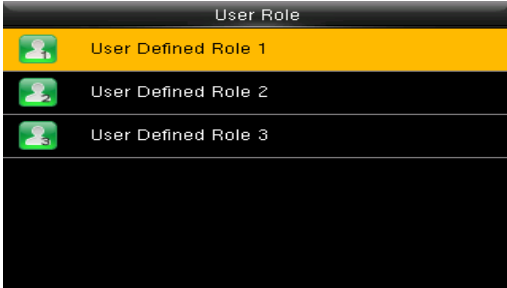 User Role
User Defined Role 1
User Defined Role 2
User Defined Role 3